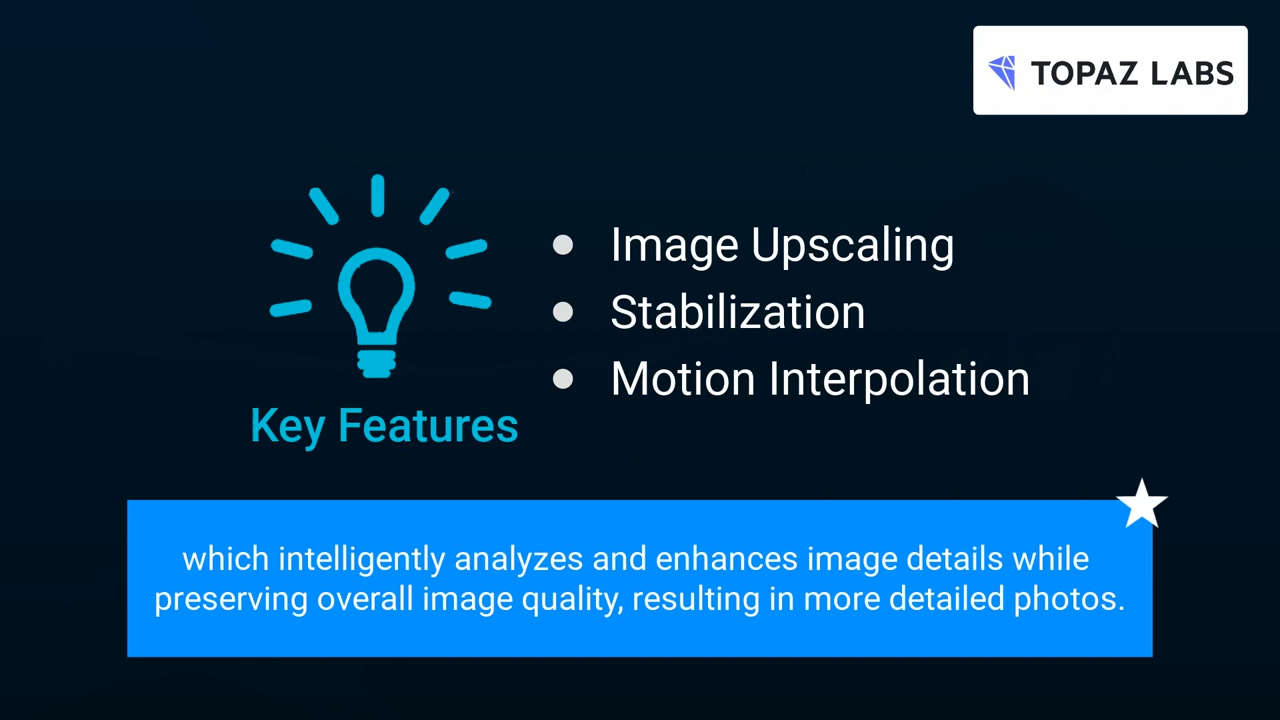 TOPAZ LABS
Image Upscaling
Stabilization
Motion Interpolation
Key Features
which intelligently analyzes and enhances image details while
preserving overall image quality, resulting in more detailed photos.